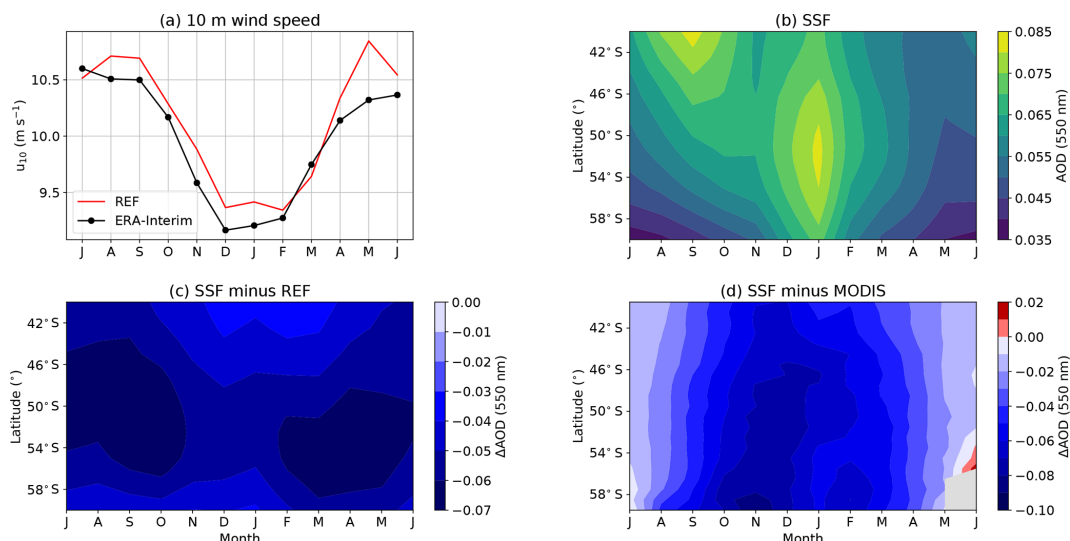 (a) 10 m wind speed
u₁₀ (m s⁻¹)
10.5
10.0
9.5
REF
ERA-Interim
J A S O N D J F M A M J
(b) SSF
Latitude (°)
42° S
46° S
50° S
54° S
58° S
J A S O N D J F M A M J
0.085
0.075
0.065
0.055
0.045
0.035
AOD (550 nm)
(c) SSF minus REF
Latitude (°)
42° S
46° S
50° S
54° S
58° S
J A S O N D J F M A M J
Month
0.00
−0.01
−0.02
−0.03
−0.04
−0.05
−0.06
−0.07
ΔAOD (550 nm)
(d) SSF minus MODIS
Latitude (°)
42° S
46° S
50° S
54° S
58° S
J A S O N D J F M A M J
Month
0.02
0.00
−0.02
−0.04
−0.06
−0.08
−0.10
ΔAOD (550 nm)